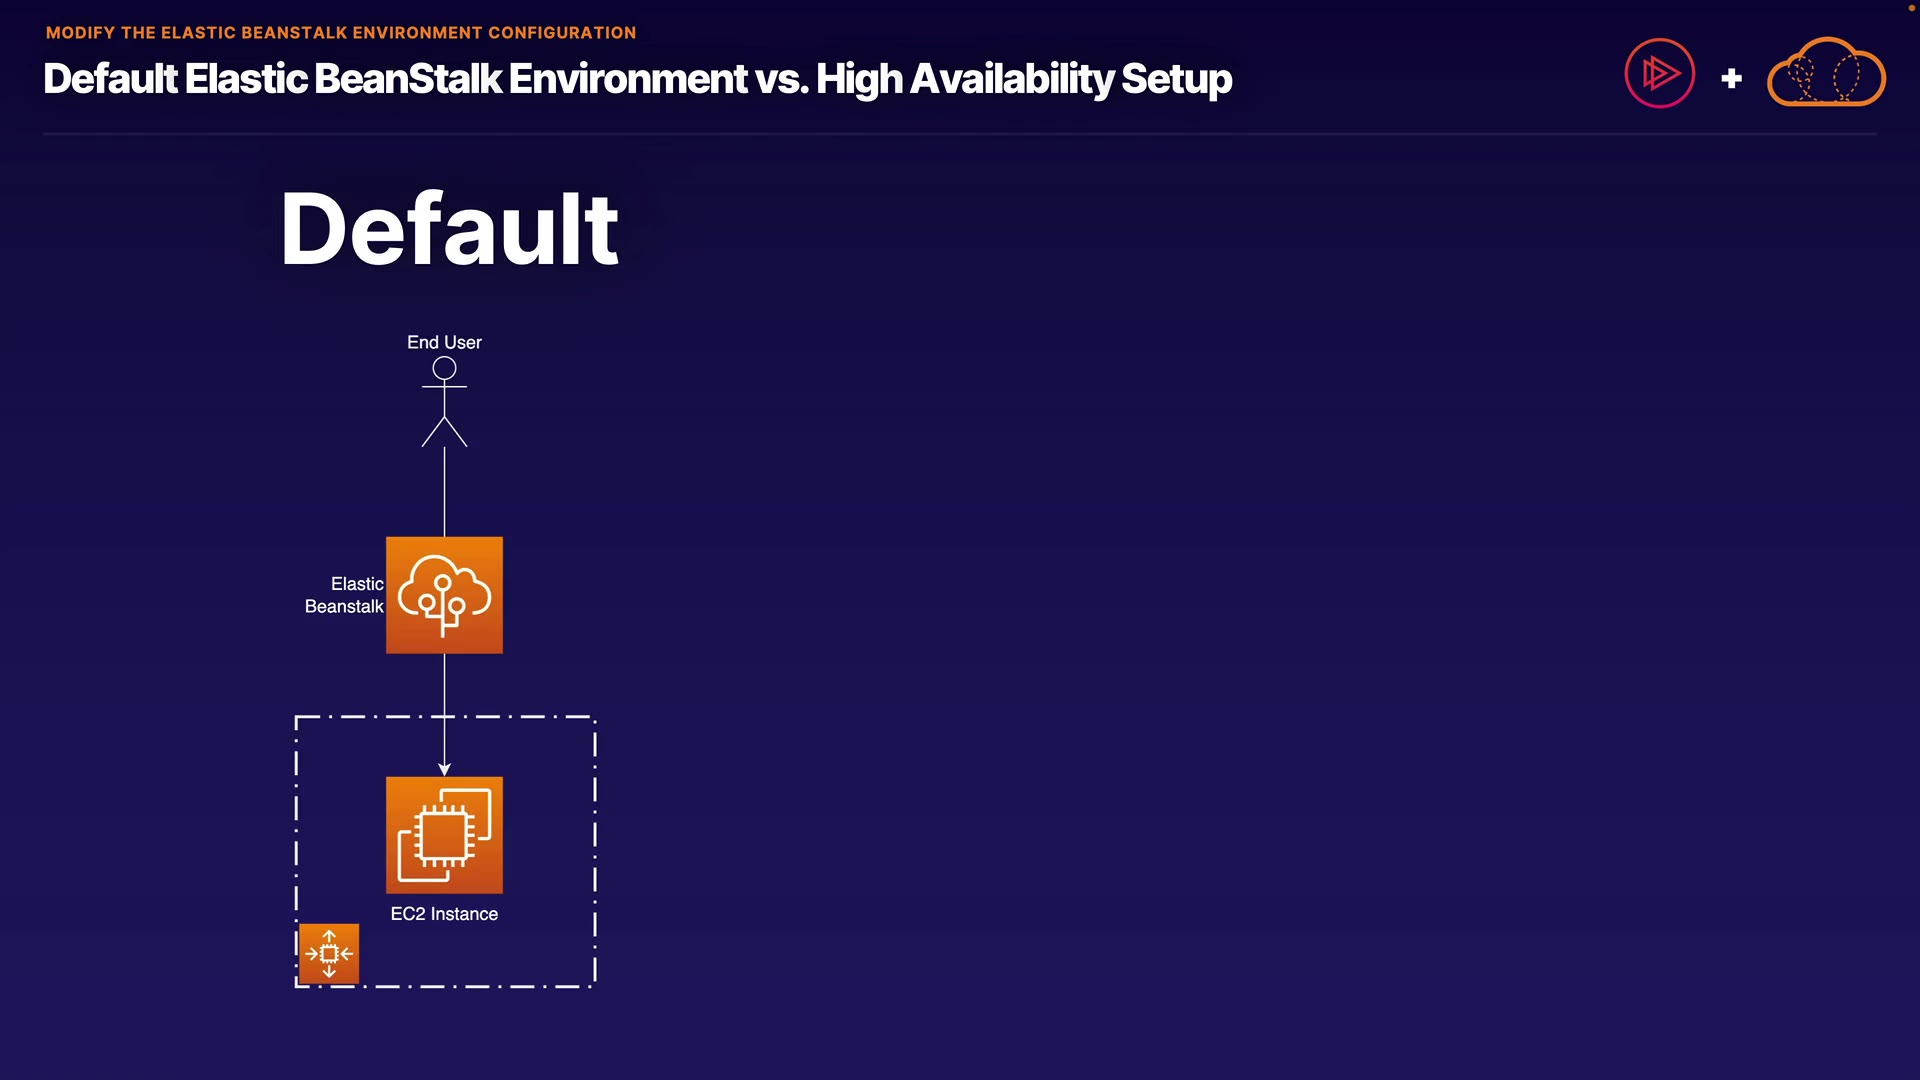 MODIFY THE ELASTIC BEANSTALK ENVIRONMENT CONFIGURATION
Default Elastic BeanStalk Environment vs. High Availability Setup
+
Default
End User
Elastic
Beanstalk
EC2 Instance